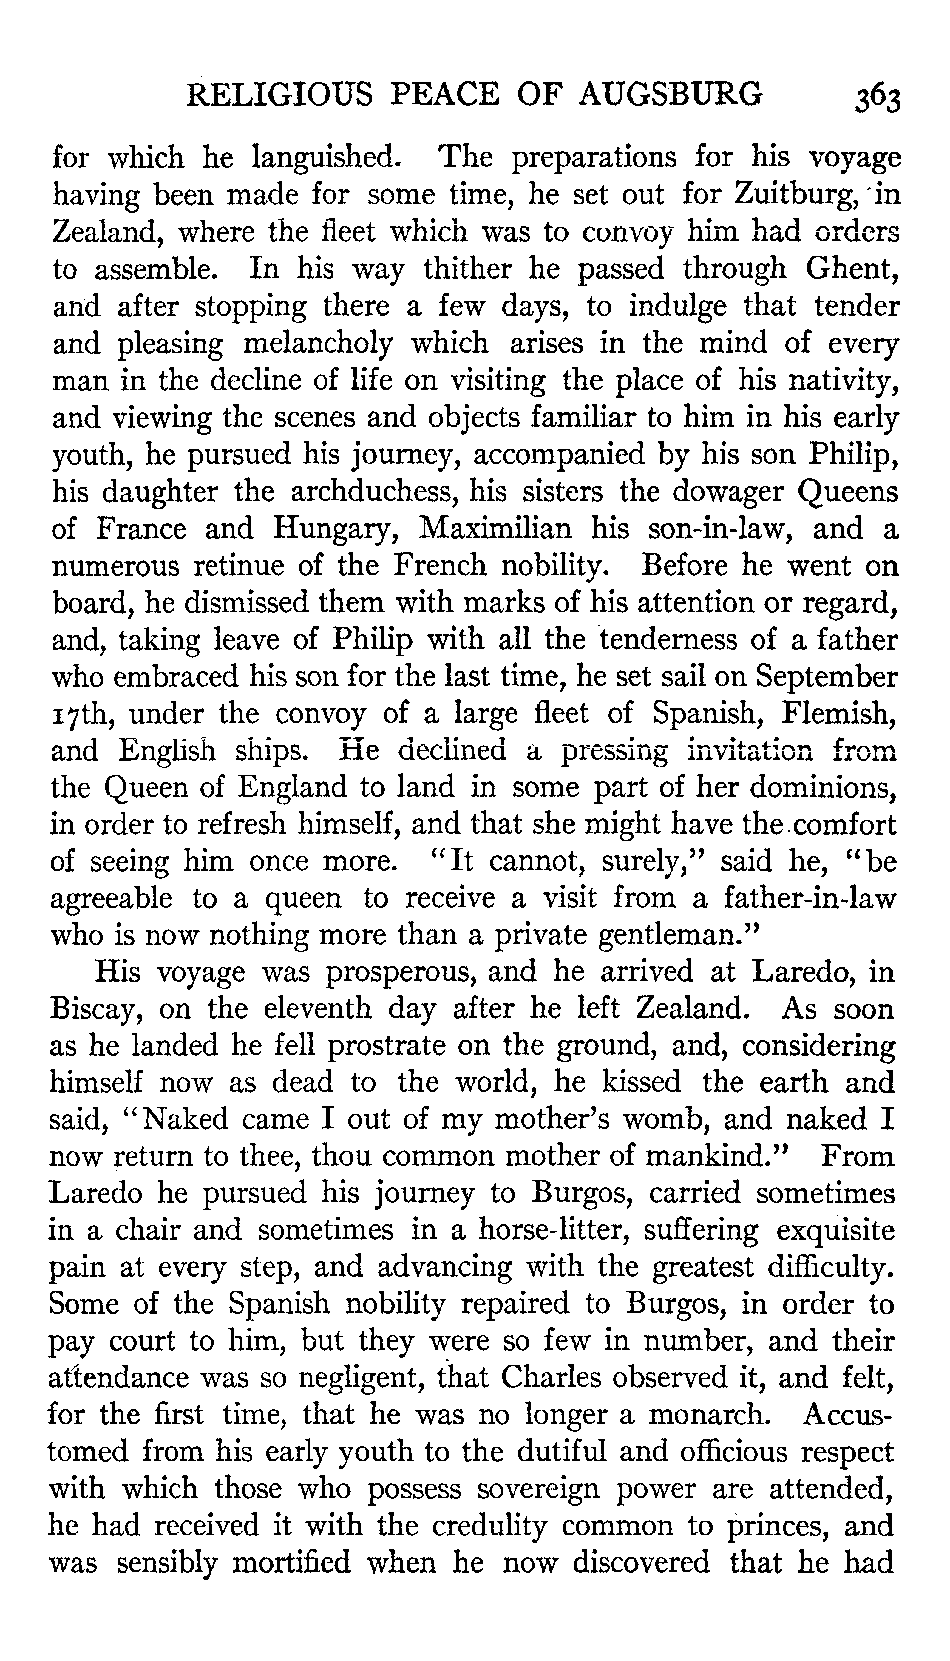 RELIGIOUS PEACE OF AUGSBURG 363
for which he languished. The preparations for his voyage
having been made for some time, he set out for Zuitburg, in
Zealand, where the fleet which was to convoy him had orders
to assemble. In his way thither he passed through Ghent,
and after stopping there a few days, to indulge that tender
and pleasing melancholy which arises in the mind of every
man in the decline of life on visiting the place of his nativity,
and viewing the scenes and objects familiar to him in his early
youth, he pursued his journey, accompanied by his son Philip,
his daughter the archduchess, his sisters the dowager Queens
of France and Hungary, Maximilian his son-in-law, and a
numerous retinue of the French nobility. Before he went on
board, he dismissed them with marks of his attention or regard,
and, taking leave of Philip with all the tenderness of a father
who embraced his son for the last time, he set sail on September
17th, under the convoy of a large fleet of Spanish, Flemish,
and English ships. He declined a pressing invitation from
the Queen of England to land in some part of her dominions,
in order to refresh himself, and that she might have the comfort
of seeing him once more. "It cannot, surely," said he, "be
agreeable to a queen to receive a visit from a father-in-law
who is now nothing more than a private gentleman."
His voyage was prosperous, and he arrived at Laredo, in
Biscay, on the eleventh day after he left Zealand. As soon
as he landed he fell prostrate on the ground, and, considering
himself now as dead to the world, he kissed the earth and
said, "Naked came I out of my mother's womb, and naked I
now return to thee, thou common mother of mankind." From
Laredo he pursued his journey to Burgos, carried sometimes
in a chair and sometimes in a horse-litter, suffering exquisite
pain at every step, and advancing with the greatest difficulty.
Some of the Spanish nobility repaired to Burgos, in order to
pay court to him, but they were so few in number, and their
attendance was so negligent, that Charles observed it, and felt,
for the first time, that he was no longer a monarch. Accus-
tomed from his early youth to the dutiful and officious respect
with which those who possess sovereign power are attended,
he had received it with the credulity common to princes, and
was sensibly mortified when he now discovered that he had